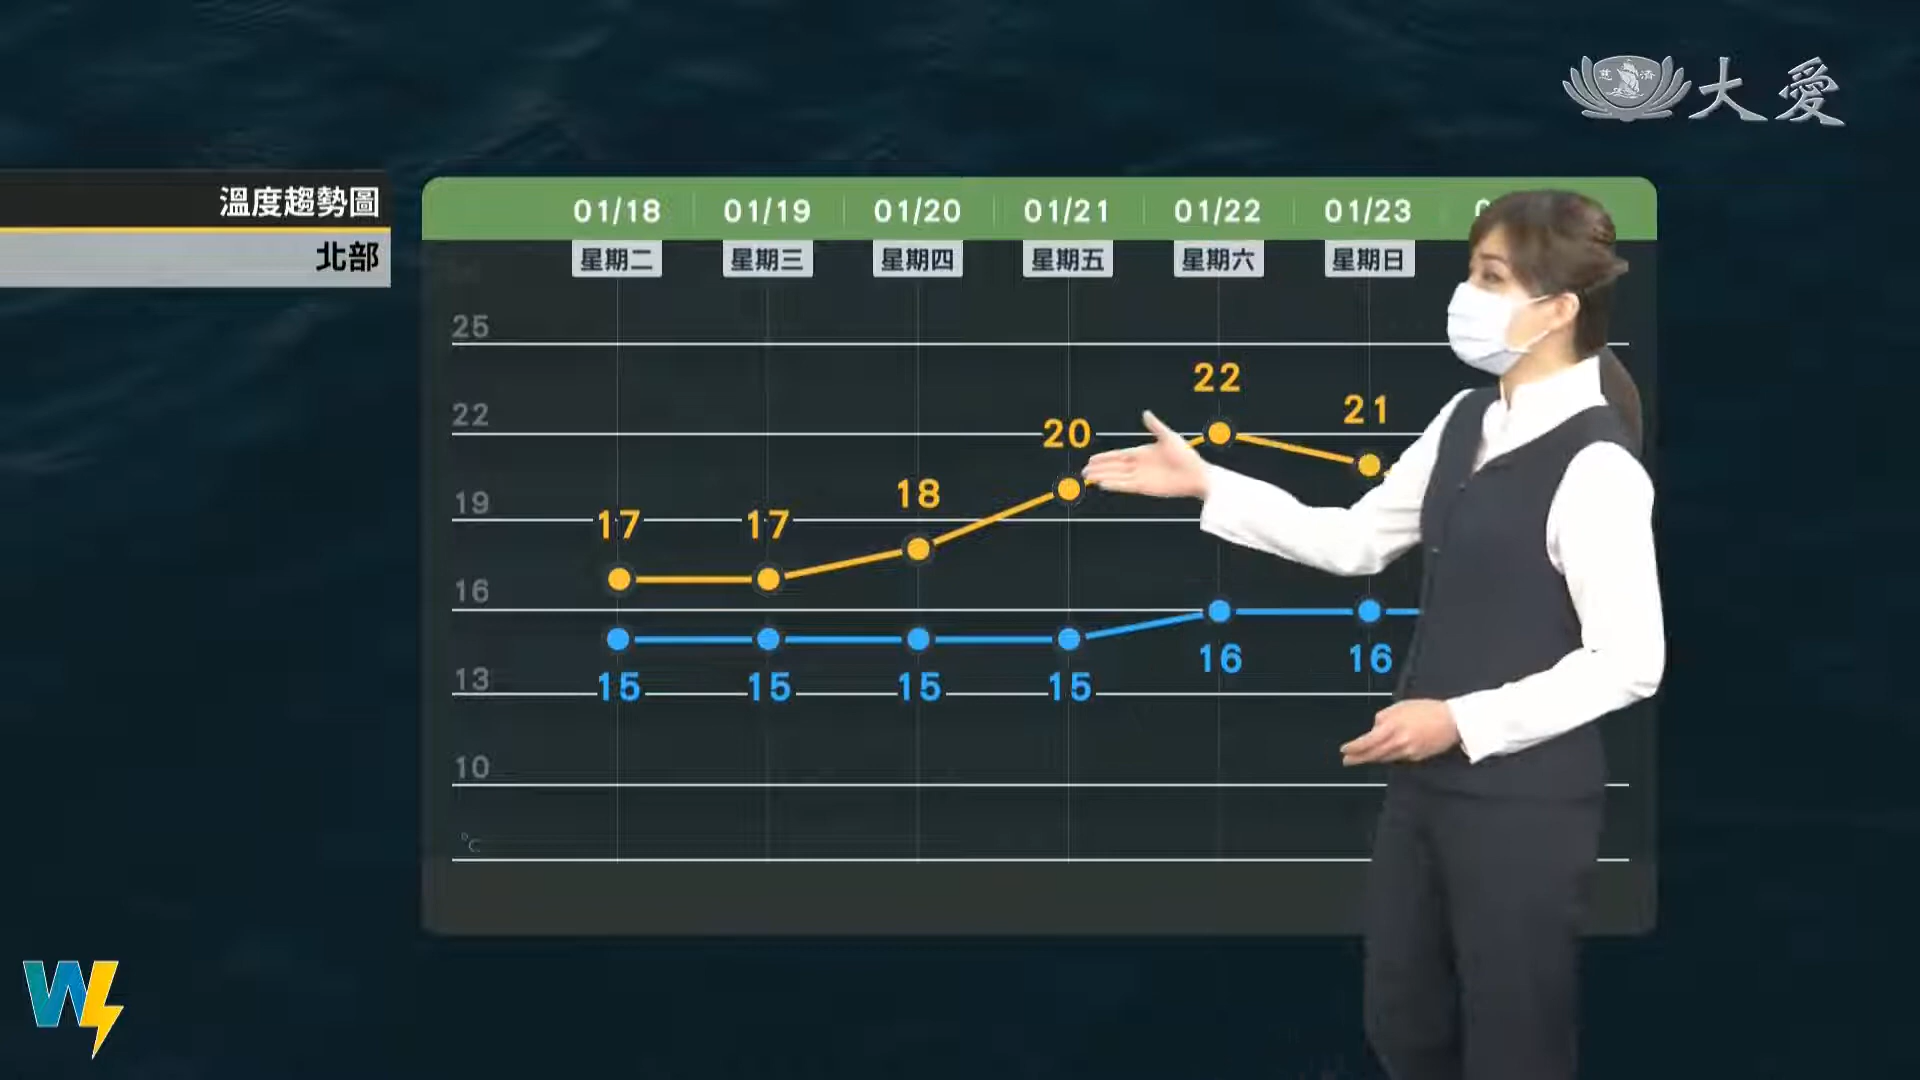 慈濟
大愛
溫度趨勢圖
北部
01/18 01/19 01/20 01/21 01/22 01/23
星期二 星期三 星期四 星期五 星期六 星期日
25
22
21
22
20
18
19
17 17
16
16 16
13
15 15 15 15
10
°C
W